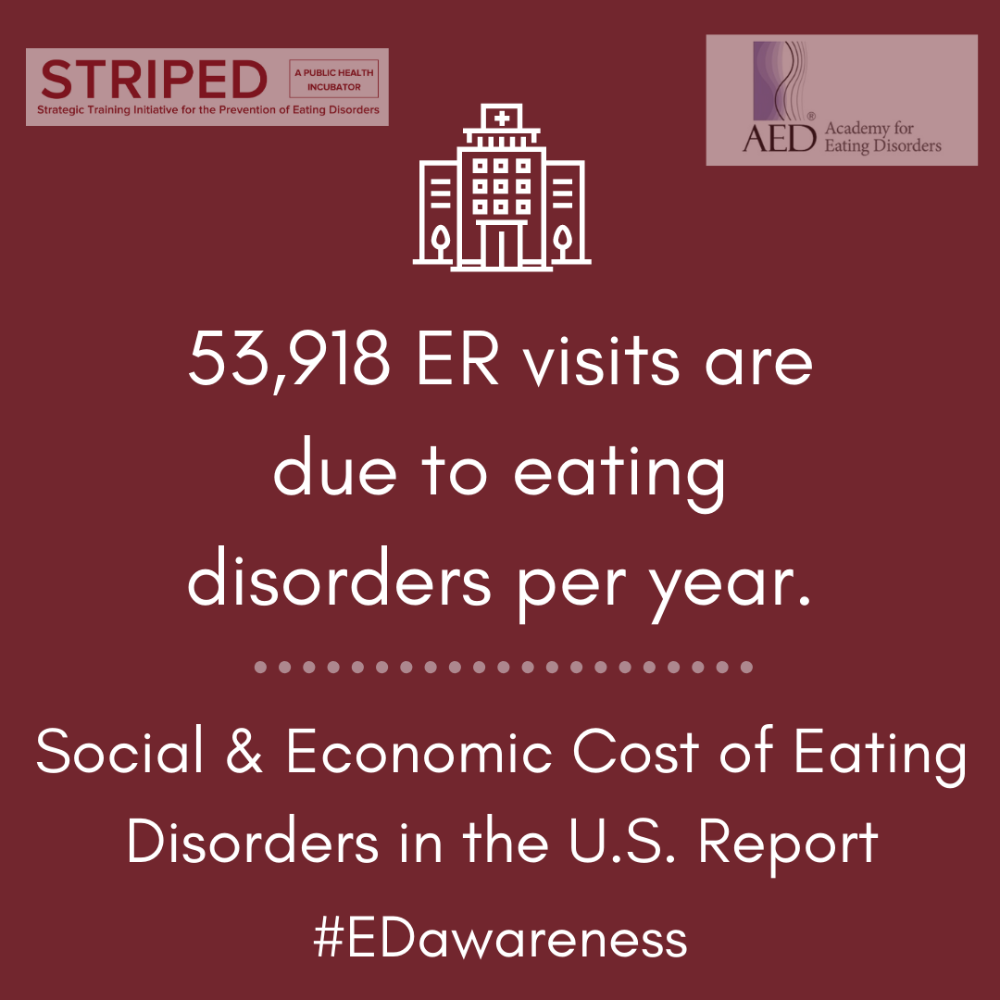 STRIPED
A PUBLIC HEALTH
INCUBATOR
Strategic Training Initiative for the Prevention of Eating Disorders
®
AED
Academy for
Eating Disorders
53,918 ER visits are
due to eating
disorders per year.
Social & Economic Cost of Eating
Disorders in the U.S. Report
#EDawareness